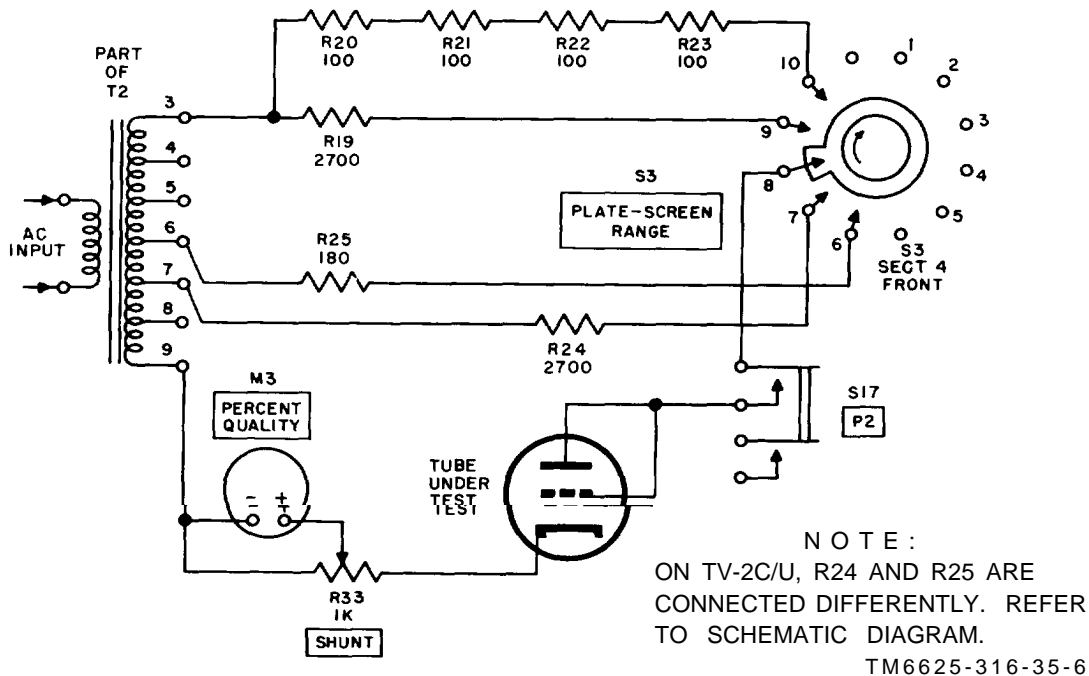 PART
OF
T2
AC
INPUT
3
4
5
6
7
8
9
R20
100
R21
100
R22
100
R23
100
R19
2700
R25
180
R24
2700
S3
PLATE-SCREEN
RANGE
10
9
8
7
6
1
2
3
4
5
S3
SECT 4
FRONT
M3
PERCENT
QUALITY
- +
R33
1K
SHUNT
TUBE
UNDER
TEST
S17
P2
NOTE:
ON TV-2C/U, R24 AND R25 ARE
CONNECTED DIFFERENTLY. REFER
TO SCHEMATIC DIAGRAM.
TM6625-316-35-6